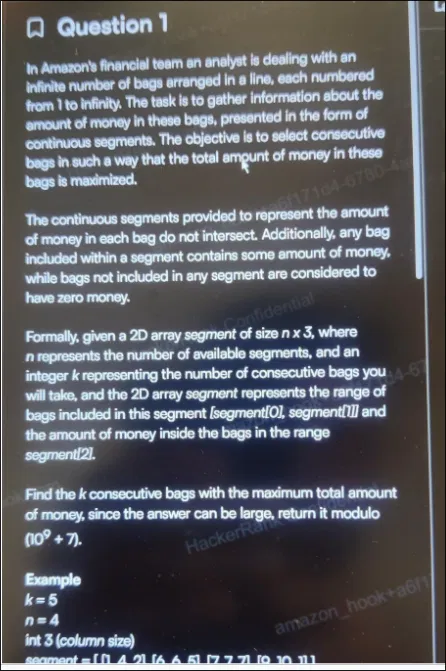 Question 1
In Amazon's financial team an analyst is dealing with an
infinite number of bags arranged in a line, each numbered
from 1 to infinity. The task is to gather information about the
amount of money in these bags, presented in the form of
continuous segments. The objective is to select consecutive
bags in such a way that the total amount of money in these
bags is maximized.
The continuous segments provided to represent the amount
of money in each bag do not intersect. Additionally, any bag
included within a segment contains some amount of money,
while bags not included in any segment are considered to
have zero money.
Confidential
Formally, given a 2D array segment of size n x 3, where
n represents the number of available segments, and an
integer k representing the number of consecutive bags you
will take, and the 2D array segment represents the range of
bags included in this segment [segment[0], segment[1]] and
the amount of money inside the bags in the range
segment[2].
Find the k consecutive bags with the maximum total amount
of money, since the answer can be large, return it modulo
(10⁹ + 7).
HackerRank
Example
k = 5
n = 4
amazon_hook+a6f1
int 3 (column size)
segment = [ [1, 4, 2], [6, 6, 5], [7, 7, 7], [9, 10, 1] ]